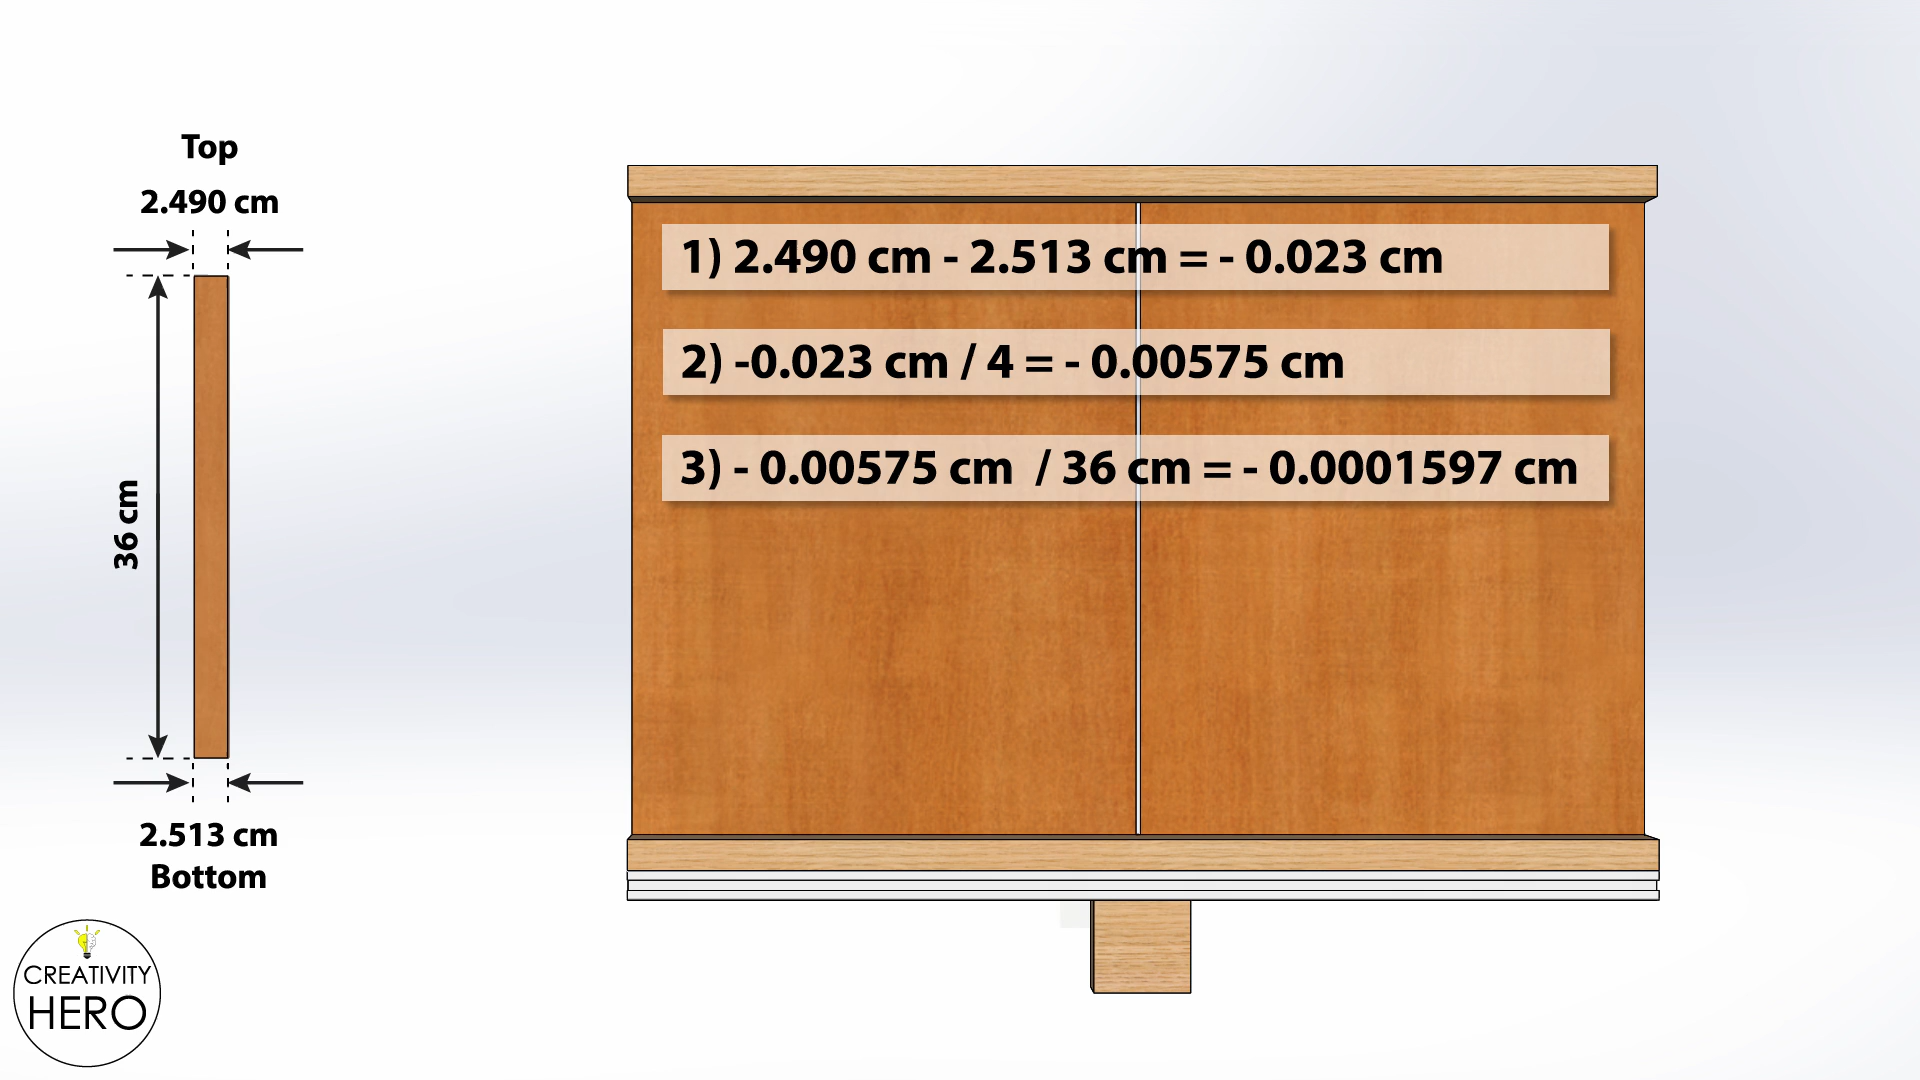 Top
2.490 cm
36 cm
2.513 cm
Bottom
1) 2.490 cm - 2.513 cm = - 0.023 cm
2) -0.023 cm / 4 = - 0.00575 cm
3) - 0.00575 cm / 36 cm = - 0.0001597 cm
CREATIVITY
HERO